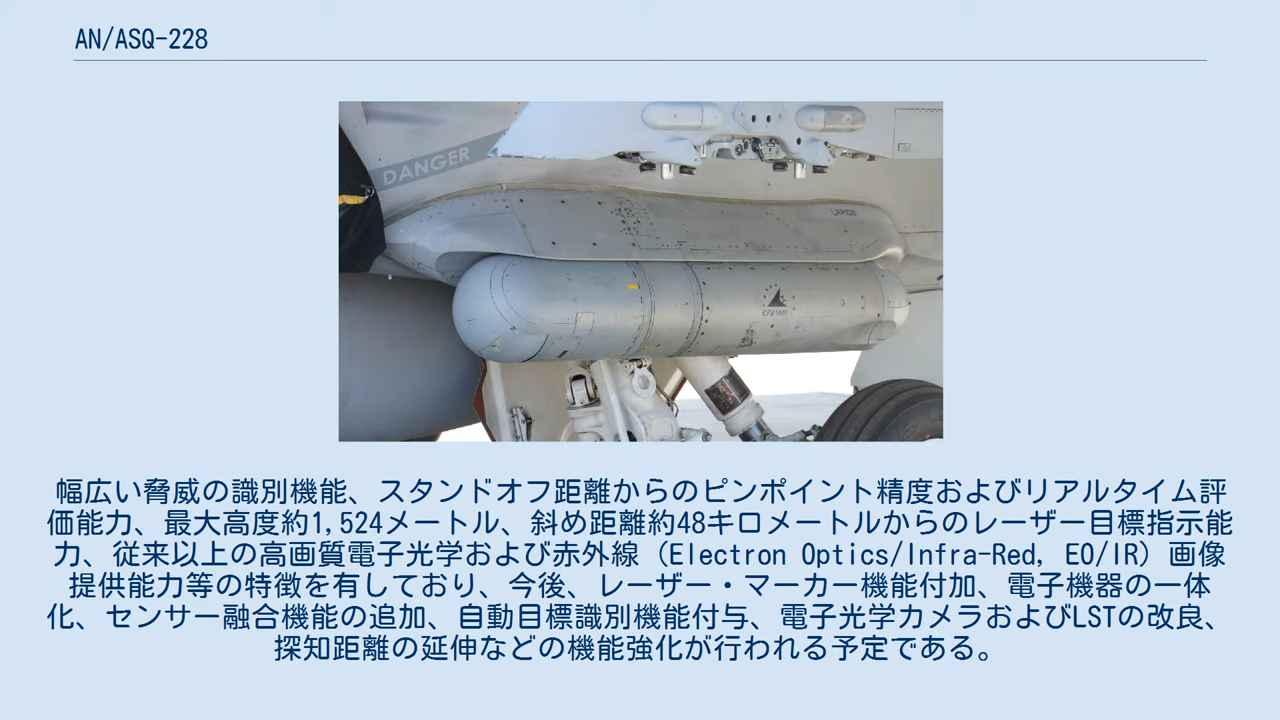 AN/ASQ-228
DANGER
幅広い脅威の識別機能、スタンドオフ距離からのピンポイント精度およびリアルタイム評
価能力、最大高度約1,524メートル、斜め距離約48キロメートルからのレーザー目標指示能
力、従来以上の高画質電子光学および赤外線（Electron Optics/Infra-Red, EO/IR）画像
提供能力等の特徴を有しており、今後、レーザー・マーカー機能付加、電子機器の一体
化、センサー融合機能の追加、自動目標識別機能付与、電子光学カメラおよびLSTの改良、
探知距離の延伸などの機能強化が行われる予定である。